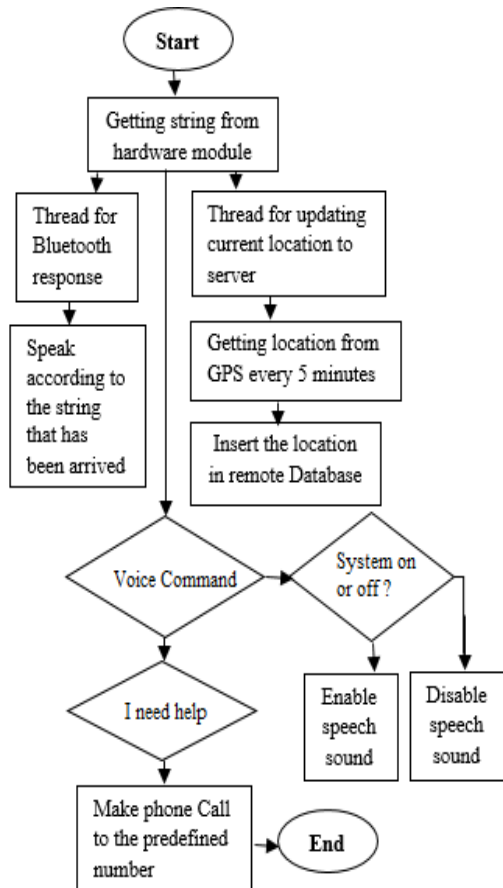 Start
Getting string from
hardware module
Thread for
Bluetooth
response
Thread for updating
current location to
server
Speak
according to
the string
that has
been arrived
Getting location from
GPS every 5 minutes
Insert the location
in remote Database
Voice Command
System on
or off ?
I need help
Enable
speech
sound
Disable
speech
sound
Make phone Call
to the predefined
number
End